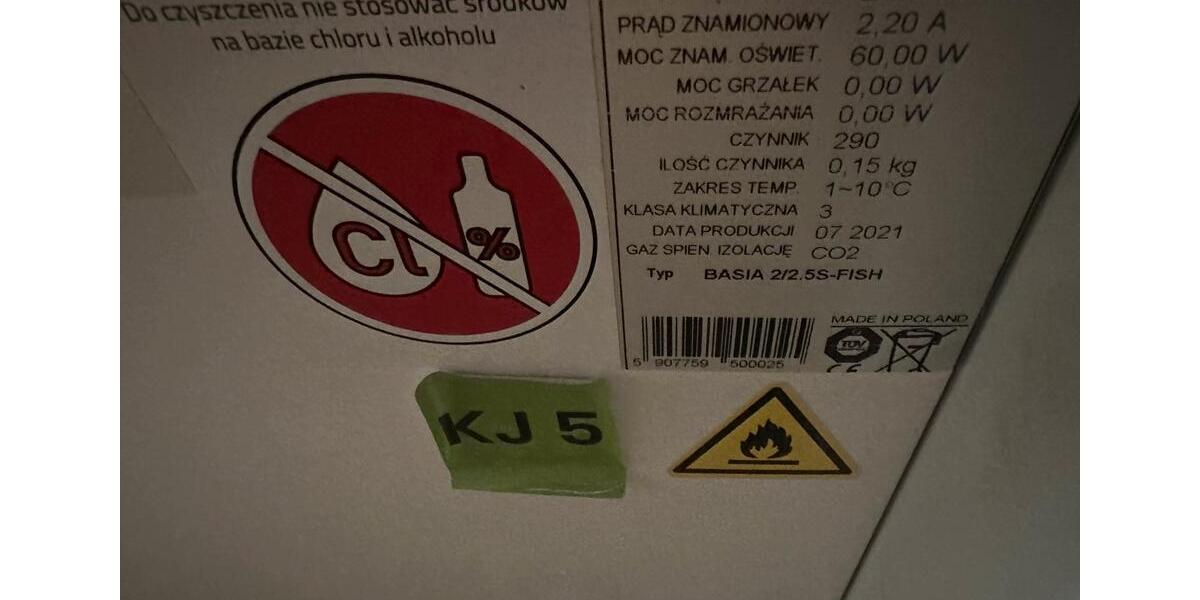 Do czyszczenia nie stosować środków
na bazie chloru i alkoholu
Cl
%
PRĄD ZNAMIONOWY 2,20 A
MOC ZNAM. OŚWIET. 60,00 W
MOC GRZAŁEK 0,00 W
MOC ROZMRAŻANIA 0,00 W
CZYNNIK 290
ILOŚĆ CZYNNIKA 0,15 kg
ZAKRES TEMP. 1~10°C
KLASA KLIMATYCZNA 3
DATA PRODUKCJI 07 2021
GAZ SPIEN. IZOLACJĘ CO2
Typ BASIA 2/2.5S-FISH
MADE IN POLAND
TÜV
CE
5 907759 500025
KJ 5